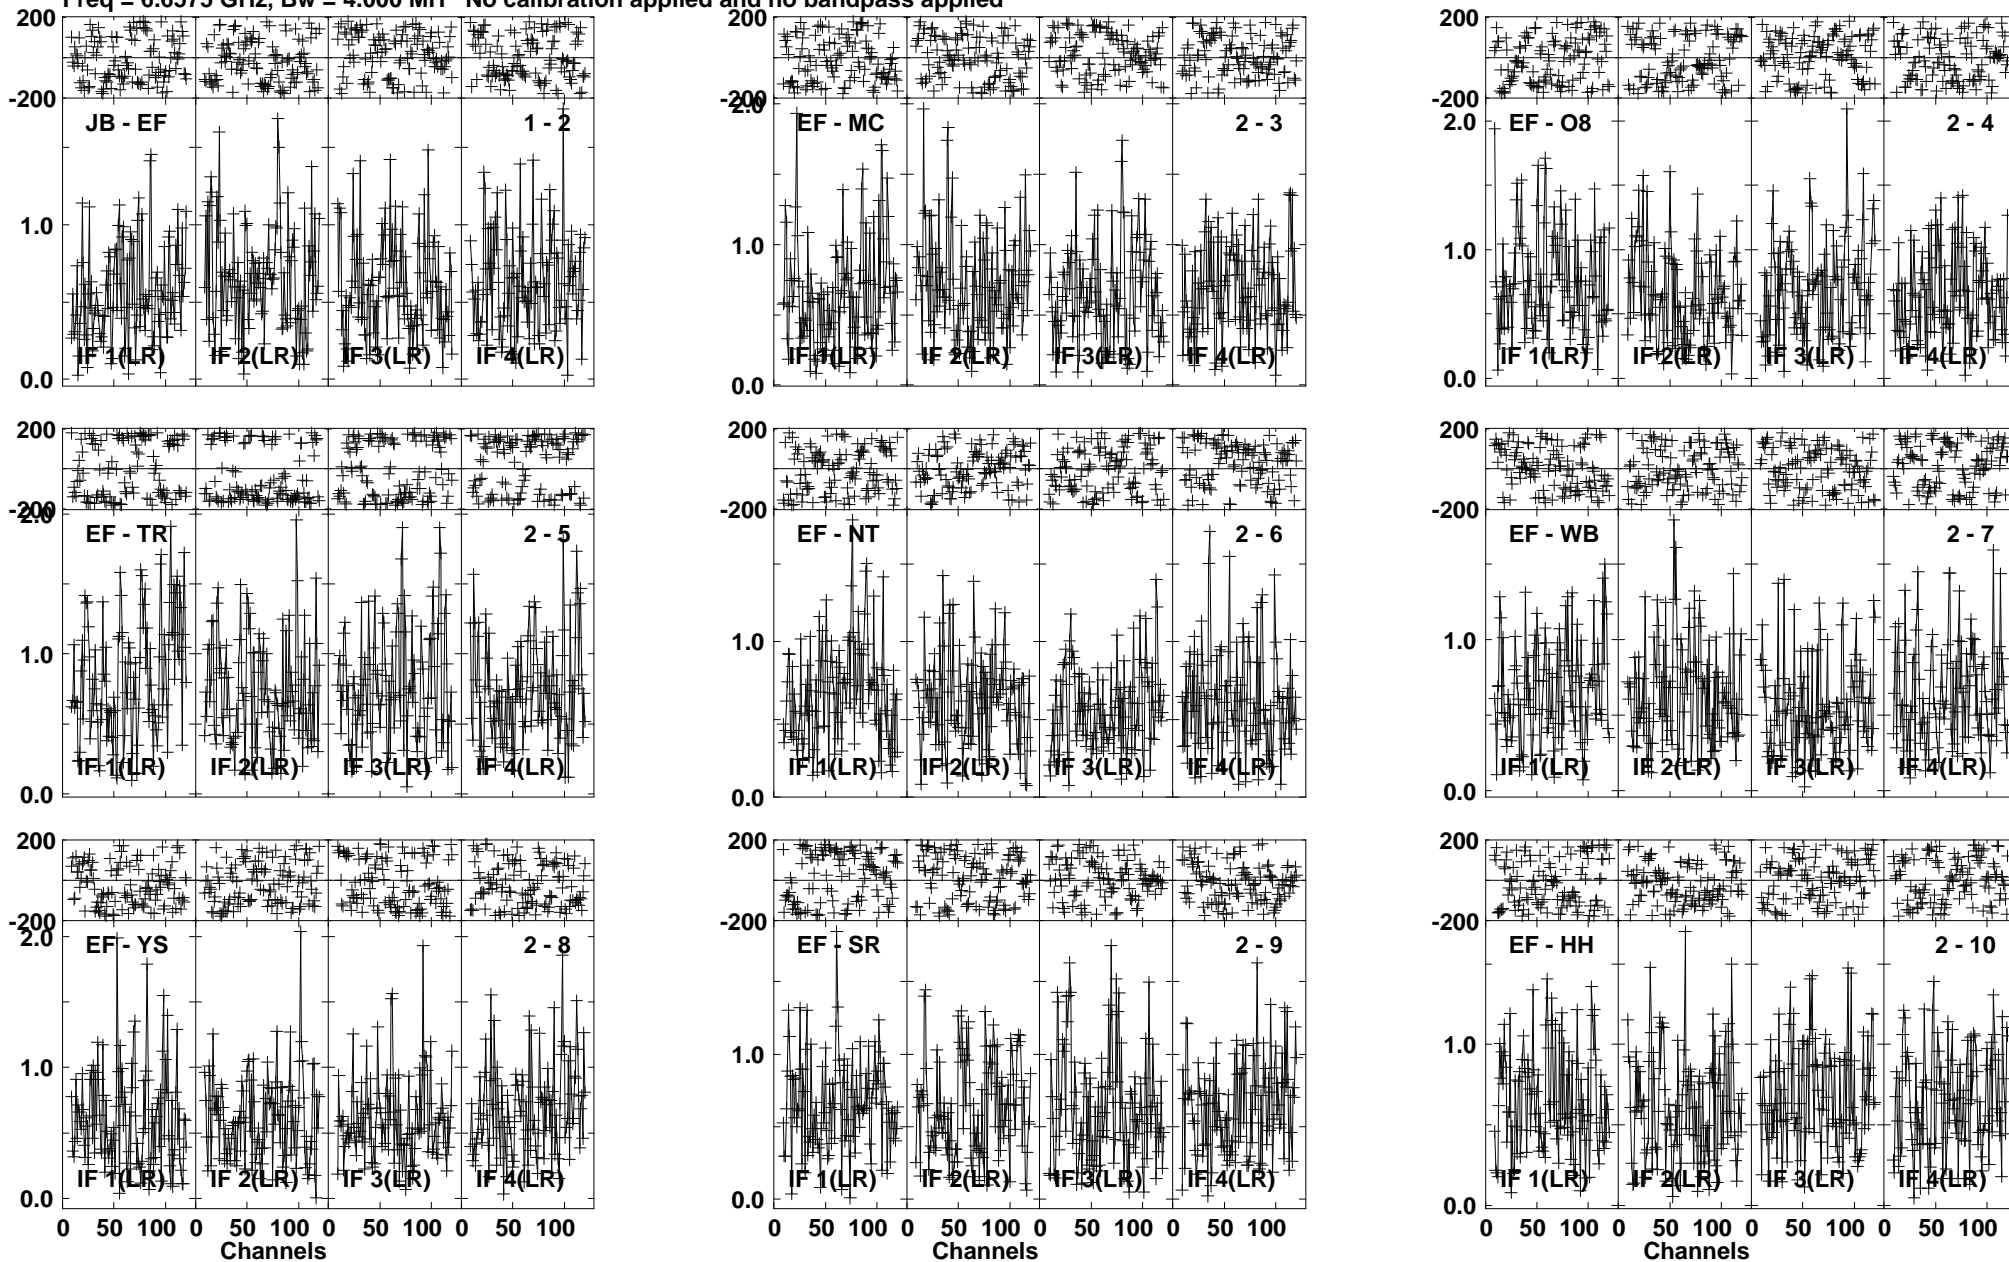 Freq = 6.6575 GHz, Bw = 4.000 MH No calibration applied and no bandpass applied
200 200 200
-200 -200 -200
JB - EF 1 - 2 2.0 EF - MC 2 - 3 2.0 EF - O8 2 - 4
1.0 1.0 1.0
IF 1(LR) IF 2(LR) IF 3(LR) IF 4(LR) IF 1(LR) IF 2(LR) IF 3(LR) IF 4(LR) IF 1(LR) IF 2(LR) IF 3(LR) IF 4(LR)
0.0 0.0 0.0
200 200 200
-200 -200 -200
2.0 EF - TR 2 - 5 EF - NT 2 - 6 EF - WB 2 - 7
1.0 1.0 1.0
IF 1(LR) IF 2(LR) IF 3(LR) IF 4(LR) IF 1(LR) IF 2(LR) IF 3(LR) IF 4(LR) IF 1(LR) IF 2(LR) IF 3(LR) IF 4(LR)
0.0 0.0 0.0
200 200 200
-200 -200 -200
2.0 EF - YS 2 - 8 EF - SR 2 - 9 EF - HH 2 - 10
1.0 1.0 1.0
IF 1(LR) IF 2(LR) IF 3(LR) IF 4(LR) IF 1(LR) IF 2(LR) IF 3(LR) IF 4(LR) IF 1(LR) IF 2(LR) IF 3(LR) IF 4(LR)
0.0 0.0 0.0
0 50 100 0 50 100 0 50 100 0 50 100 0 50 100 0 50 100 0 50 100 0 50 100 0 50 100 0 50 100 0 50 100 0 50 100
Channels Channels Channels